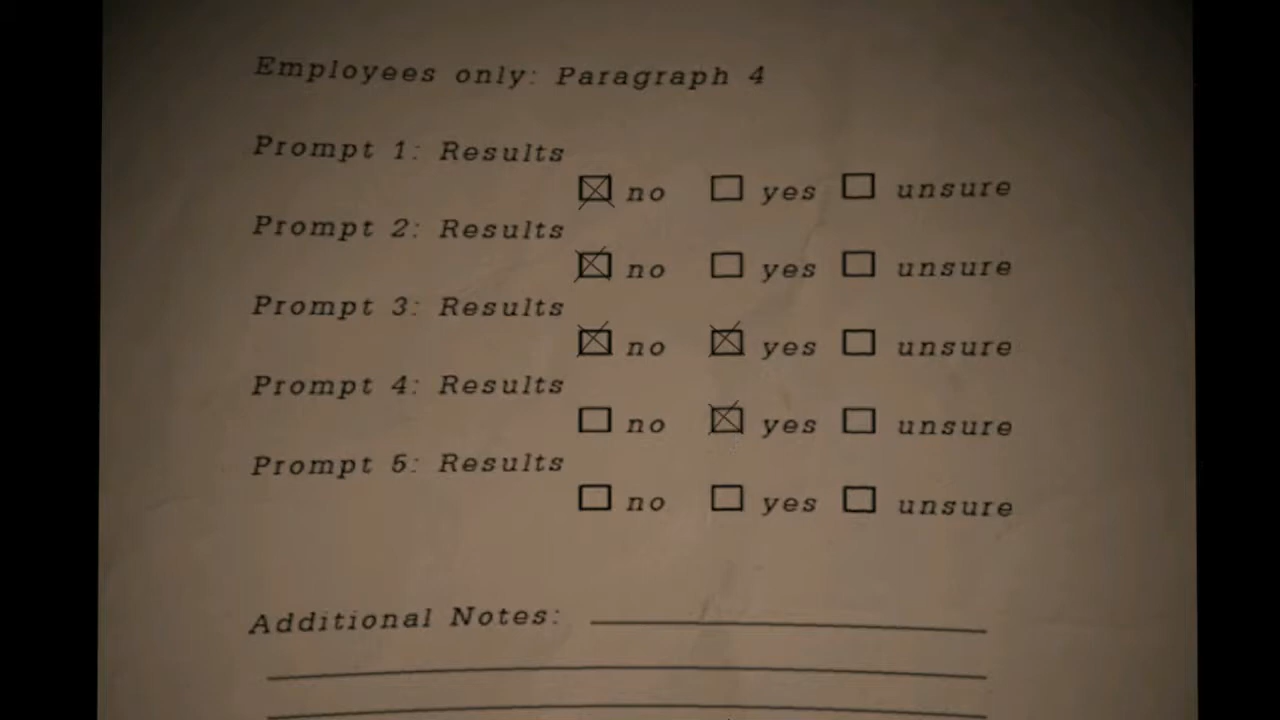 Employees only: Paragraph 4
Prompt 1: Results
no yes unsure
Prompt 2: Results
no yes unsure
Prompt 3: Results
no yes unsure
Prompt 4: Results
no yes unsure
Prompt 5: Results
no yes unsure
Additional Notes: